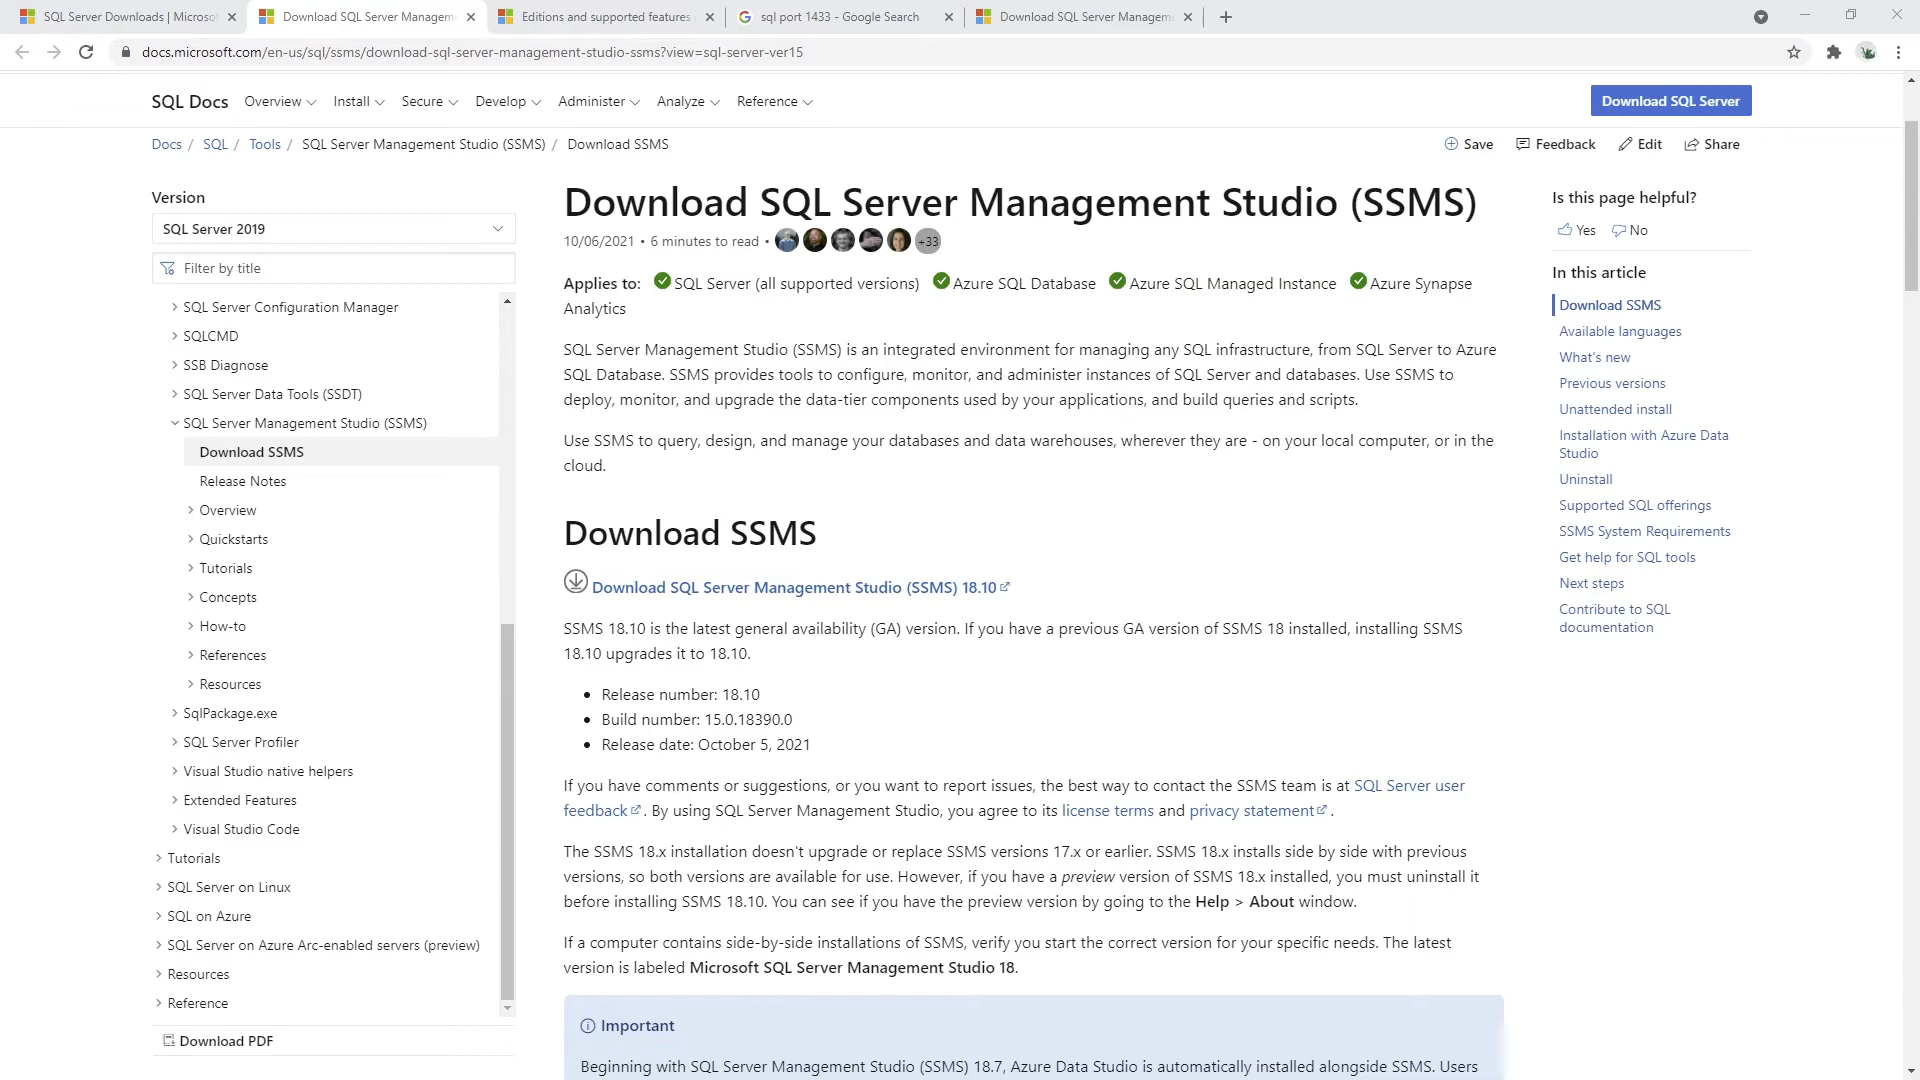 SQL Server Downloads | Microso
Download SQL Server Managem
Editions and supported features
sql port 1433 - Google Search
Download SQL Server Managem
docs.microsoft.com/en-us/sql/ssms/download-sql-server-management-studio-ssms?view=sql-server-ver15
SQL Docs Overview Install Secure Develop Administer Analyze Reference
Download SQL Server
Docs / SQL / Tools / SQL Server Management Studio (SSMS) / Download SSMS
Save Feedback Edit Share
Version
SQL Server 2019
Filter by title
SQL Server Configuration Manager
SQLCMD
SSB Diagnose
SQL Server Data Tools (SSDT)
SQL Server Management Studio (SSMS)
Download SSMS
Release Notes
Overview
Quickstarts
Tutorials
Concepts
How-to
References
Resources
SqlPackage.exe
SQL Server Profiler
Visual Studio native helpers
Extended Features
Visual Studio Code
Tutorials
SQL Server on Linux
SQL on Azure
SQL Server on Azure Arc-enabled servers (preview)
Resources
Reference
Download PDF
Download SQL Server Management Studio (SSMS)
10/06/2021 • 6 minutes to read • +33
Applies to: SQL Server (all supported versions) Azure SQL Database Azure SQL Managed Instance Azure Synapse
Analytics
SQL Server Management Studio (SSMS) is an integrated environment for managing any SQL infrastructure, from SQL Server to Azure
SQL Database. SSMS provides tools to configure, monitor, and administer instances of SQL Server and databases. Use SSMS to
deploy, monitor, and upgrade the data-tier components used by your applications, and build queries and scripts.
Use SSMS to query, design, and manage your databases and data warehouses, wherever they are - on your local computer, or in the
cloud.
Download SSMS
Download SQL Server Management Studio (SSMS) 18.10
SSMS 18.10 is the latest general availability (GA) version. If you have a previous GA version of SSMS 18 installed, installing SSMS
18.10 upgrades it to 18.10.
• Release number: 18.10
• Build number: 15.0.18390.0
• Release date: October 5, 2021
If you have comments or suggestions, or you want to report issues, the best way to contact the SSMS team is at SQL Server user
feedback. By using SQL Server Management Studio, you agree to its license terms and privacy statement.
The SSMS 18.x installation doesn't upgrade or replace SSMS versions 17.x or earlier. SSMS 18.x installs side by side with previous
versions, so both versions are available for use. However, if you have a preview version of SSMS 18.x installed, you must uninstall it
before installing SSMS 18.10. You can see if you have the preview version by going to the Help > About window.
If a computer contains side-by-side installations of SSMS, verify you start the correct version for your specific needs. The latest
version is labeled Microsoft SQL Server Management Studio 18.
Important
Beginning with SQL Server Management Studio (SSMS) 18.7, Azure Data Studio is automatically installed alongside SSMS. Users
Is this page helpful?
Yes No
In this article
Download SSMS
Available languages
What's new
Previous versions
Unattended install
Installation with Azure Data
Studio
Uninstall
Supported SQL offerings
SSMS System Requirements
Get help for SQL tools
Next steps
Contribute to SQL
documentation